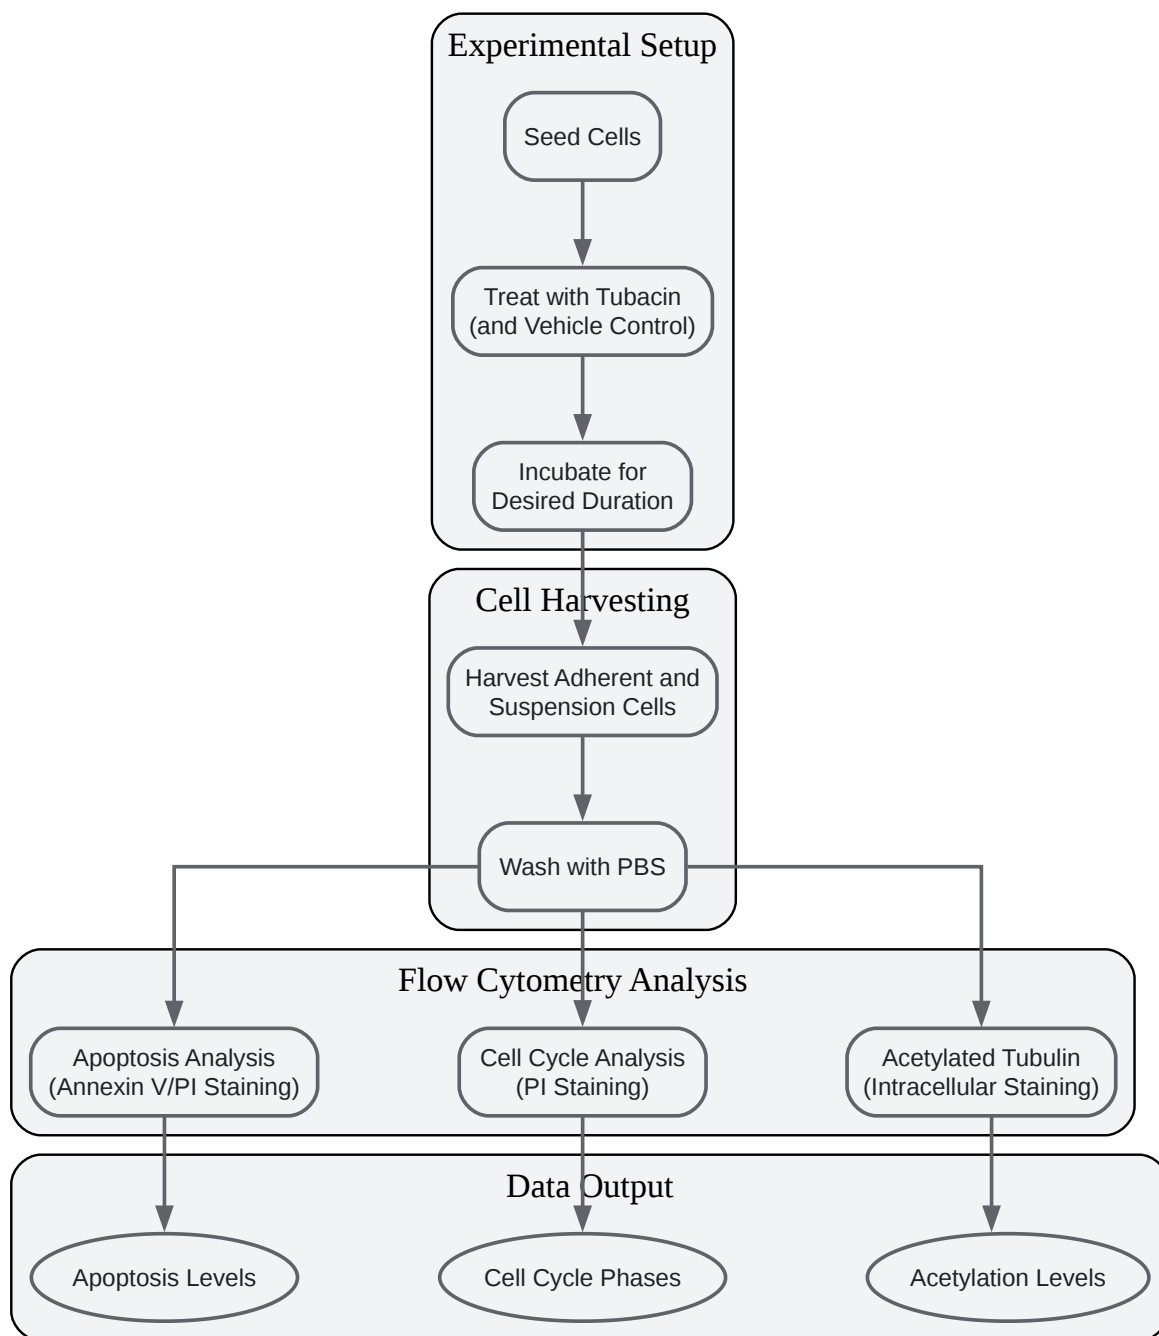 Experimental Setup
Seed Cells
Treat with Tubacin
(and Vehicle Control)
Incubate for
Desired Duration
Cell Harvesting
Harvest Adherent and
Suspension Cells
Wash with PBS
Flow Cytometry Analysis
Apoptosis Analysis
(Annexin V/PI Staining)
Cell Cycle Analysis
(PI Staining)
Acetylated Tubulin
(Intracellular Staining)
Data Output
Apoptosis Levels
Cell Cycle Phases
Acetylation Levels